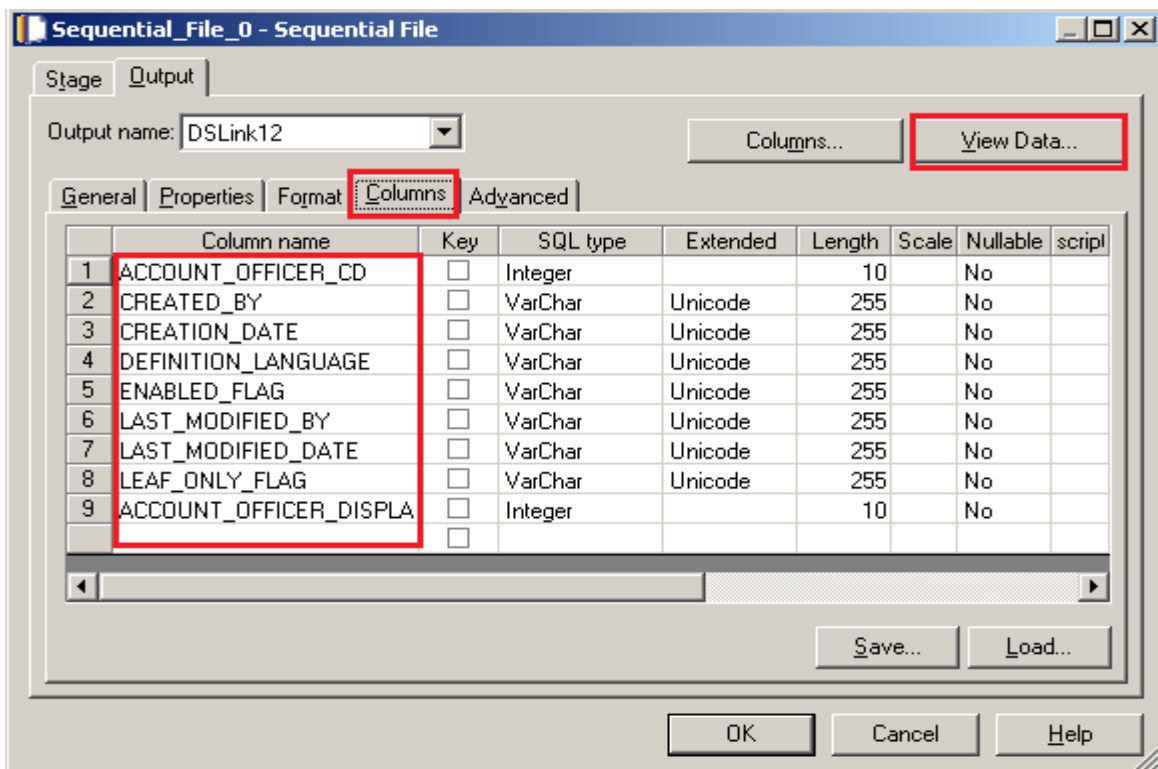 Sequential_File_0 - Sequential File
Stage Output
Output name: DSLink12 Columns... View Data...
General Properties Format Columns Advanced
Column name Key SQL type Extended Length Scale Nullable script
1 ACCOUNT_OFFICER_CD Integer 10 No
2 CREATED_BY VarChar Unicode 255 No
3 CREATION_DATE VarChar Unicode 255 No
4 DEFINITION_LANGUAGE VarChar Unicode 255 No
5 ENABLED_FLAG VarChar Unicode 255 No
6 LAST_MODIFIED_BY VarChar Unicode 255 No
7 LAST_MODIFIED_DATE VarChar Unicode 255 No
8 LEAF_ONLY_FLAG VarChar Unicode 255 No
9 ACCOUNT_OFFICER_DISPLA Integer 10 No
Save... Load...
OK Cancel Help